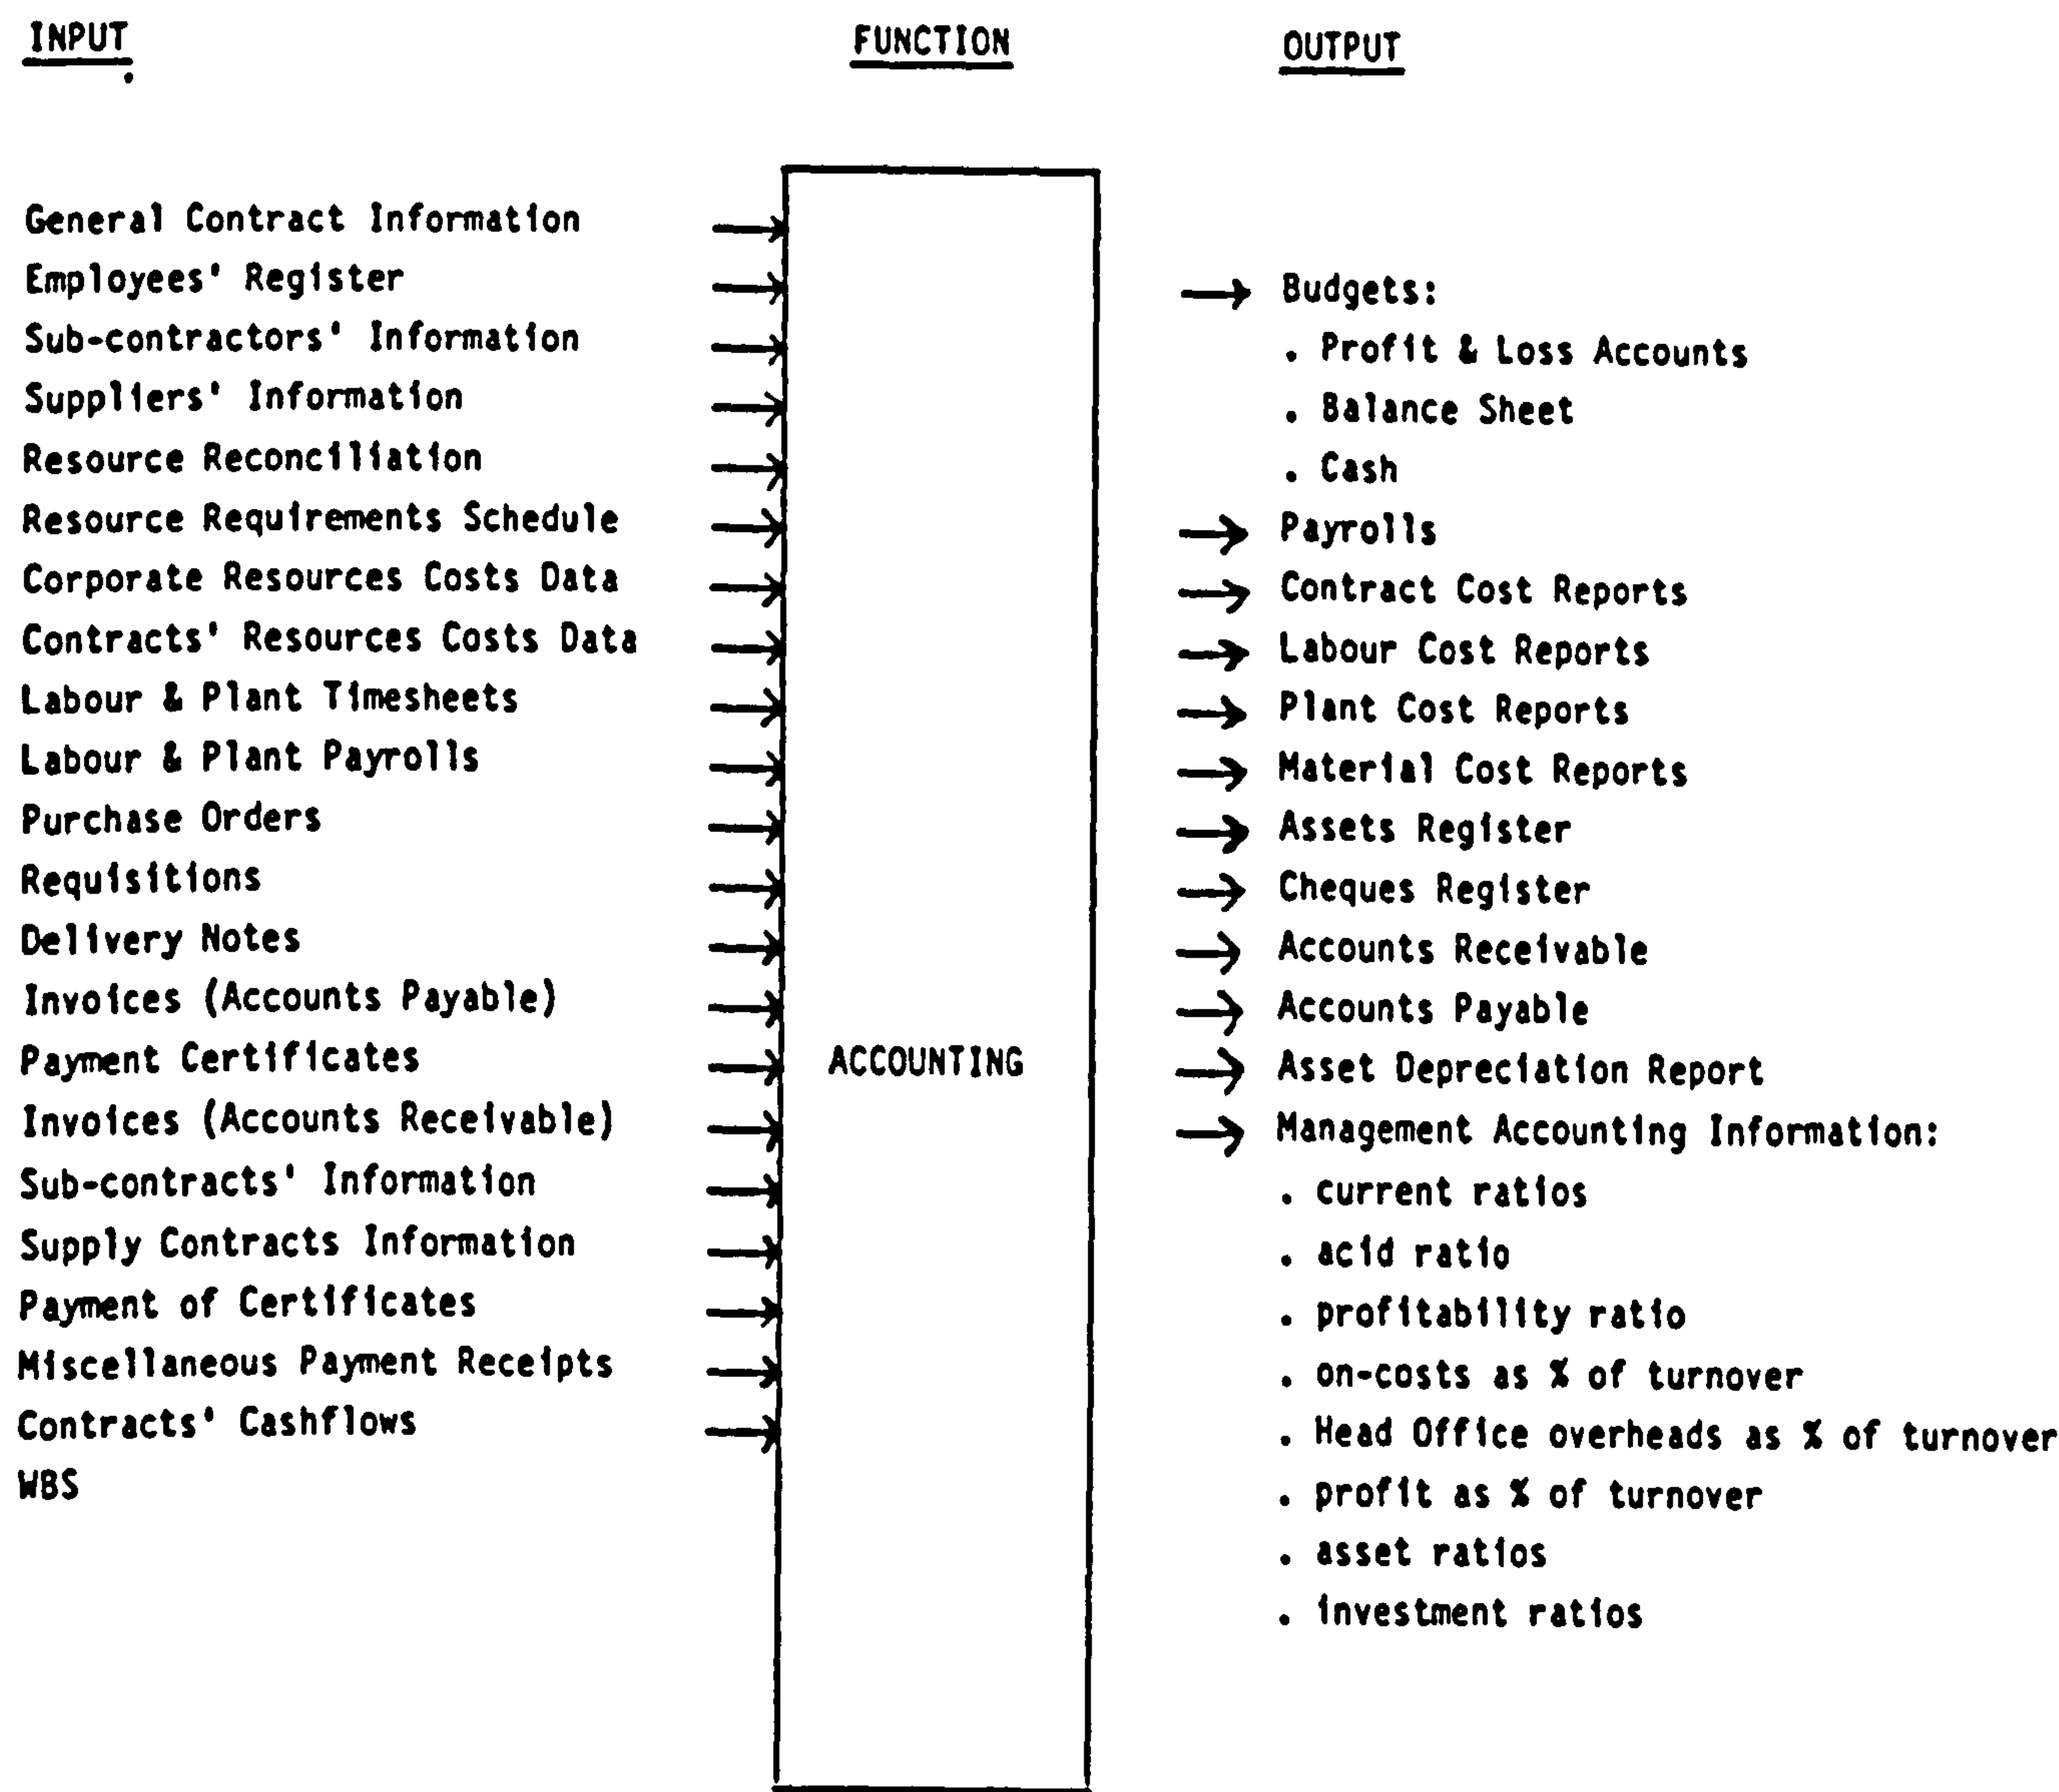 INPUT
General Contract Information
Employees' Register
Sub-contractors' Information
Suppliers' Information
Resource Reconciliation
Resource Requirements Schedule
Corporate Resources Costs Data
Contracts' Resources Costs Data
Labour & Plant Timesheets
Labour & Plant Payrolls
Purchase Orders
Requisitions
Delivery Notes
Invoices (Accounts Payable)
Payment Certificates
Invoices (Accounts Receivable)
Sub-contracts' Information
Supply Contracts Information
Payment of Certificates
Miscellaneous Payment Receipts
Contracts' Cashflows
WBS
FUNCTION
ACCOUNTING
OUTPUT
Budgets:
. Profit & Loss Accounts
. Balance Sheet
. Cash
Payrolls
Contract Cost Reports
Labour Cost Reports
Plant Cost Reports
Material Cost Reports
Assets Register
Cheques Register
Accounts Receivable
Accounts Payable
Asset Depreciation Report
Management Accounting Information:
. current ratios
. acid ratio
. profitability ratio
. on-costs as % of turnover
. Head Office overheads as % of turnover
. profit as % of turnover
. asset ratios
. investment ratios